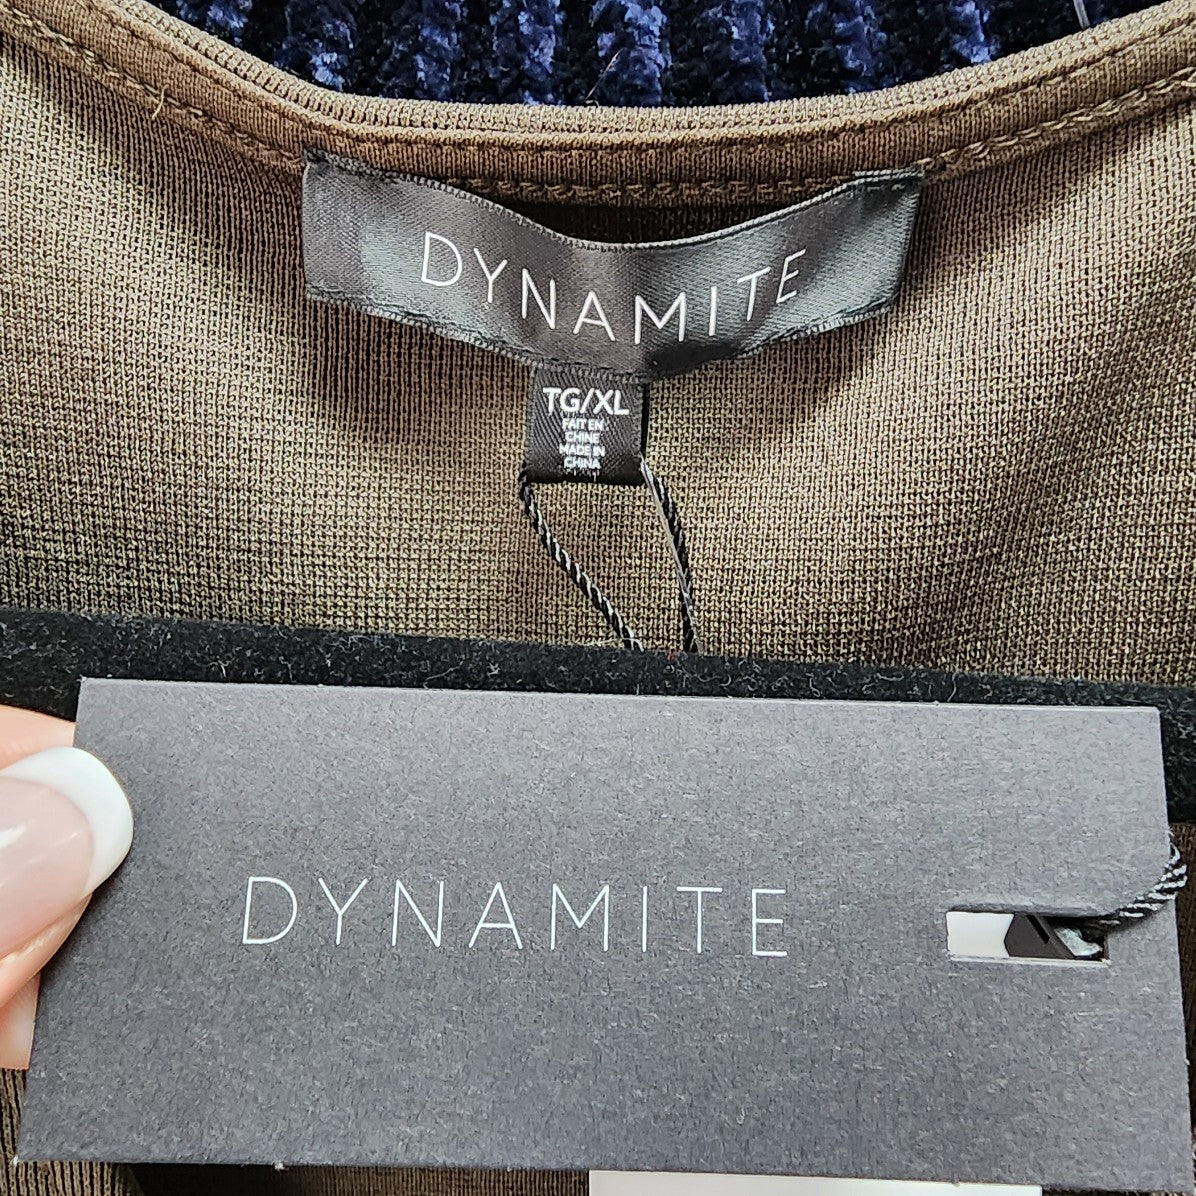 DYNAMITE
TG/XL
FAIT EN
CHINE
MADE IN
CHINA
DYNAMITE